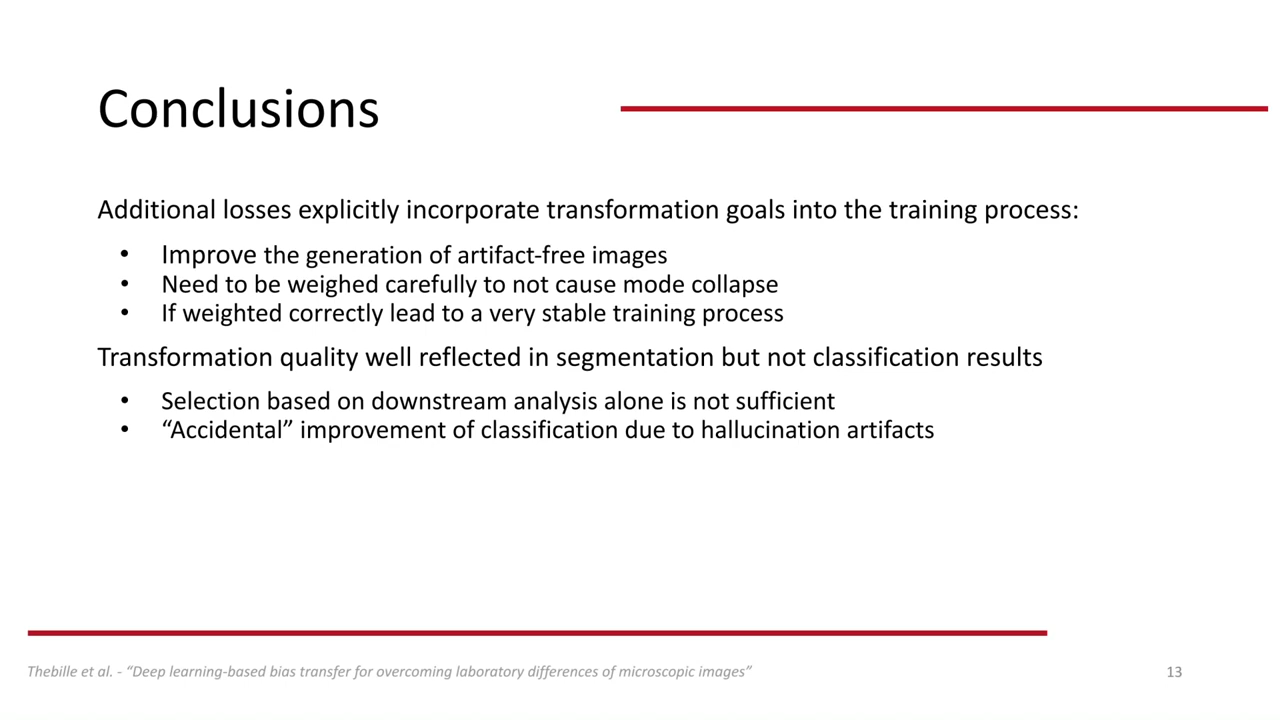 Conclusions
Additional losses explicitly incorporate transformation goals into the training process:
• Improve the generation of artifact-free images
• Need to be weighed carefully to not cause mode collapse
• If weighted correctly lead to a very stable training process
Transformation quality well reflected in segmentation but not classification results
• Selection based on downstream analysis alone is not sufficient
• “Accidental” improvement of classification due to hallucination artifacts
Thebille et al. - “Deep learning-based bias transfer for overcoming laboratory differences of microscopic images”
13